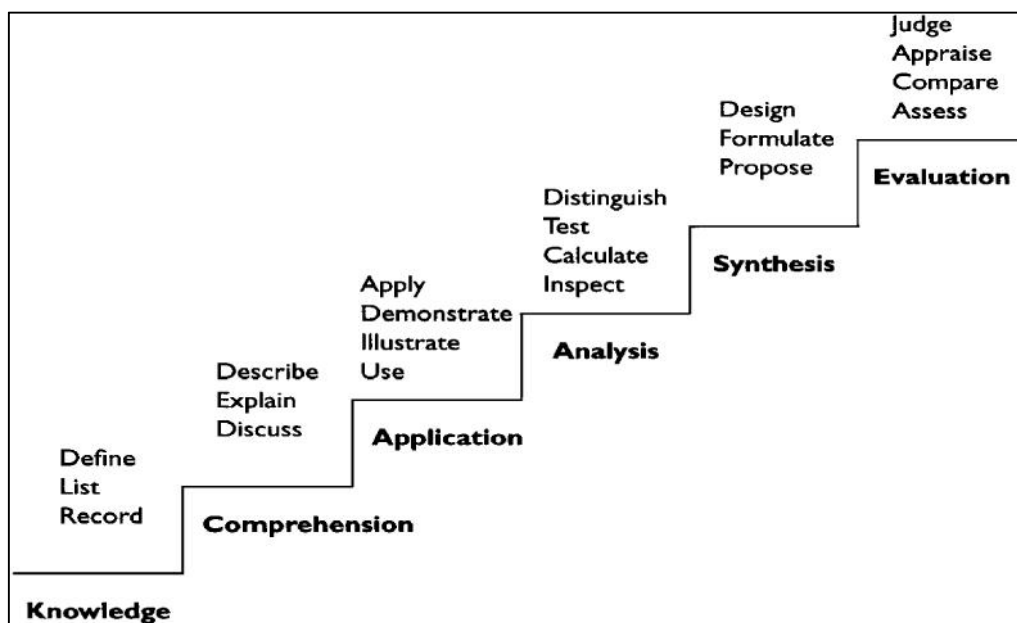 Judge
Appraise
Compare
Assess
Evaluation
Design
Formulate
Propose
Synthesis
Distinguish
Test
Calculate
Inspect
Analysis
Apply
Demonstrate
Illustrate
Use
Application
Describe
Explain
Discuss
Comprehension
Define
List
Record
Knowledge